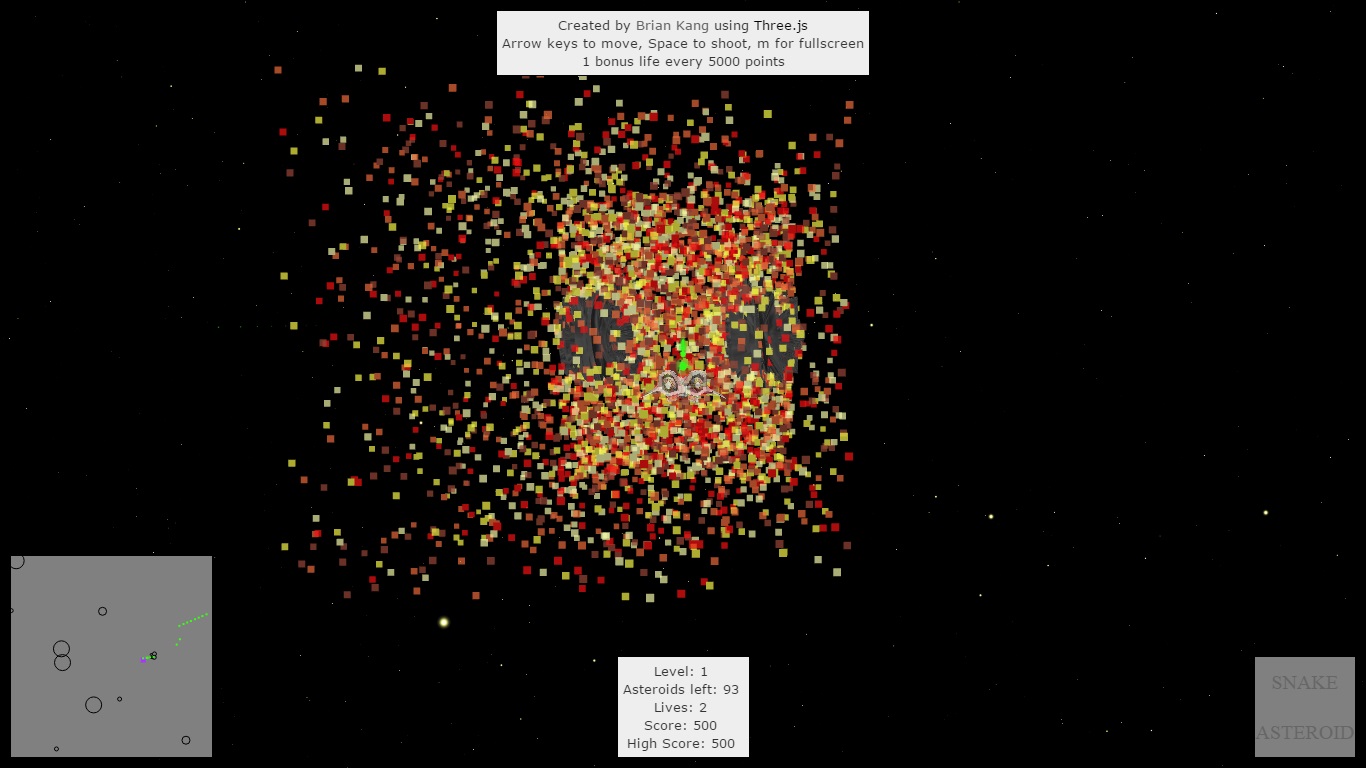 Created by Brian Kang using Three.js
Arrow keys to move, Space to shoot, m for fullscreen
1 bonus life every 5000 points
Level: 1
Asteroids left: 93
Lives: 2
Score: 500
High Score: 500
SNAKE
ASTEROID